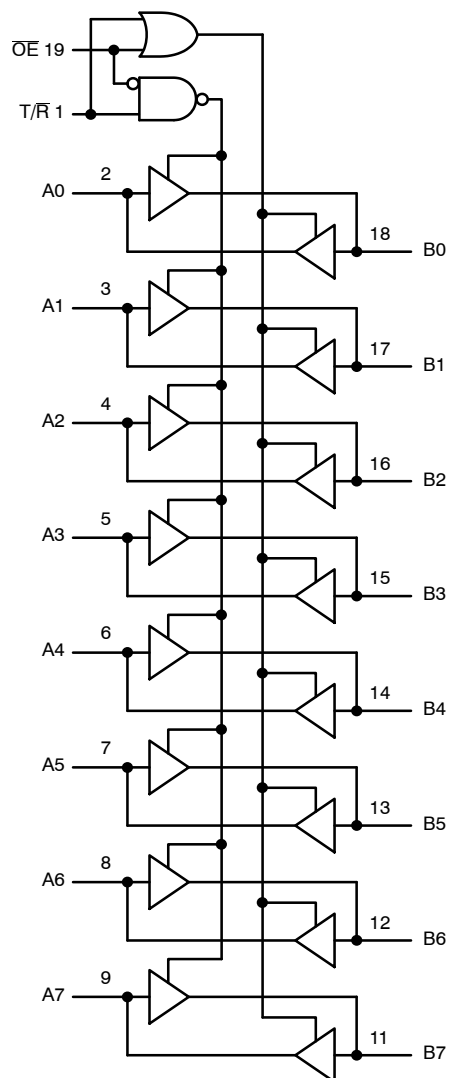 O̅E̅ 19
T/R̅ 1
A0 2
18 B0
A1 3
17 B1
A2 4
16 B2
A3 5
15 B3
A4 6
14 B4
A5 7
13 B5
A6 8
12 B6
A7 9
11 B7